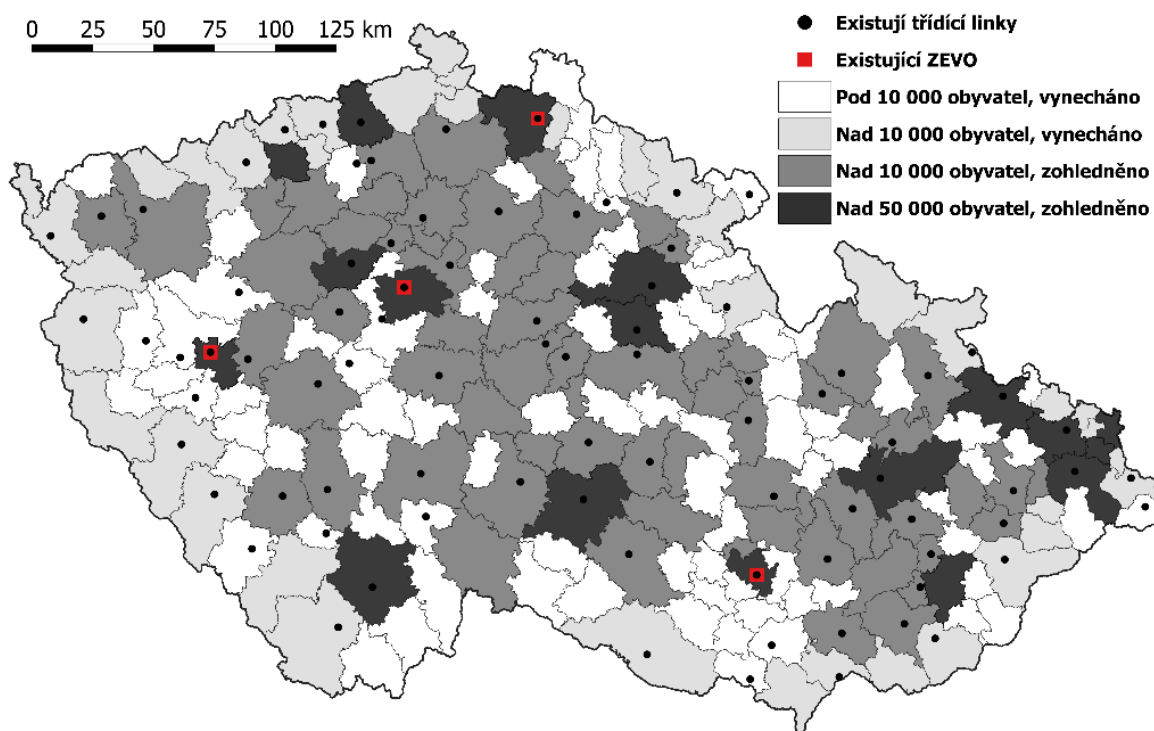 0 25 50 75 100 125 km
Existují třídící linky
Existující ZEVO
Pod 10 000 obyvatel, vynecháno
Nad 10 000 obyvatel, vynecháno
Nad 10 000 obyvatel, zohledněno
Nad 50 000 obyvatel, zohledněno